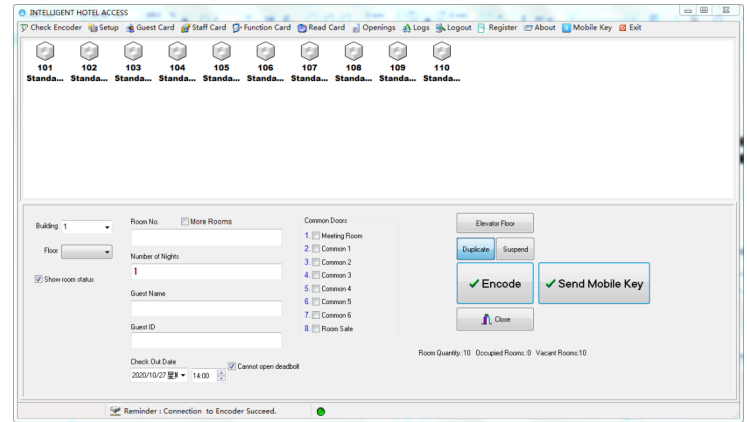 INTELLIGENT HOTEL ACCESS
Check Encoder Setup Guest Card Staff Card Function Card Read Card Openings Logs Logout Register About Mobile Key Exit
101 102 103 104 105 106 107 108 109 110
Standa... Standa... Standa... Standa... Standa... Standa... Standa... Standa... Standa... Standa...
Building 1
Floor
Show room status
Room No. More Rooms
Number of Nights
1
Guest Name
Guest ID
Check Out Date
2020/10/27 14:00
Cannot open deadbolt
Common Doors
1. Meeting Room
2. Common 1
3. Common 2
4. Common 3
5. Common 4
6. Common 5
7. Common 6
8. Room Safe
Elevator Floor
Duplicate Suspend
Encode Send Mobile Key
Close
Room Quantity.:10 Occupied Rooms.:0 Vacant Rooms:10
Reminder : Connection to Encoder Succeed.